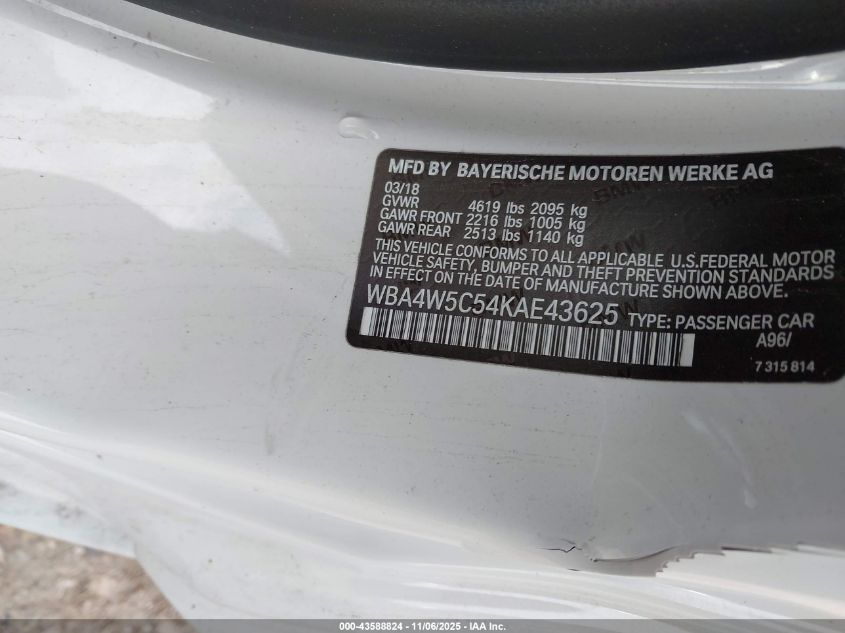 MFD BY BAYERISCHE MOTOREN WERKE AG
03/18
GVWR 4619 lbs 2095 kg
GAWR FRONT 2216 lbs 1005 kg
GAWR REAR 2513 lbs 1140 kg
THIS VEHICLE CONFORMS TO ALL APPLICABLE U.S.FEDERAL MOTOR
VEHICLE SAFETY, BUMPER AND THEFT PREVENTION STANDARDS
IN EFFECT ON THE DATE OF MANUFACTURE SHOWN ABOVE.
WBA4W5C54KAE43625 TYPE: PASSENGER CAR
A96/
7 315 814
000-43588824 - 11/06/2025 - IAA Inc.